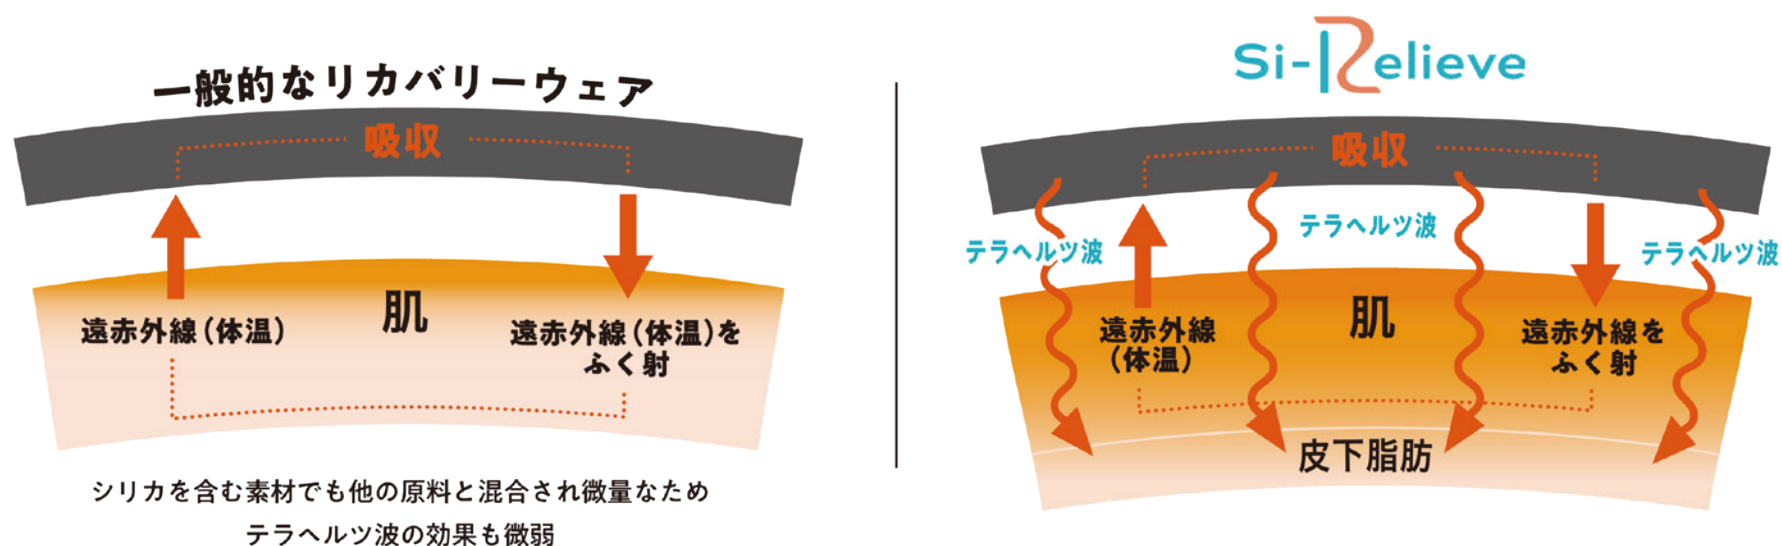 一般的なリカバリーウェア
吸収
肌
遠赤外線(体温)
遠赤外線(体温)を
ふく射
シリカを含む素材でも他の原料と混合され微量なため
テラヘルツ波の効果も微弱
Si-Relieve
吸収
テラヘルツ波
テラヘルツ波
テラヘルツ波
肌
遠赤外線
(体温)
遠赤外線を
ふく射
皮下脂肪